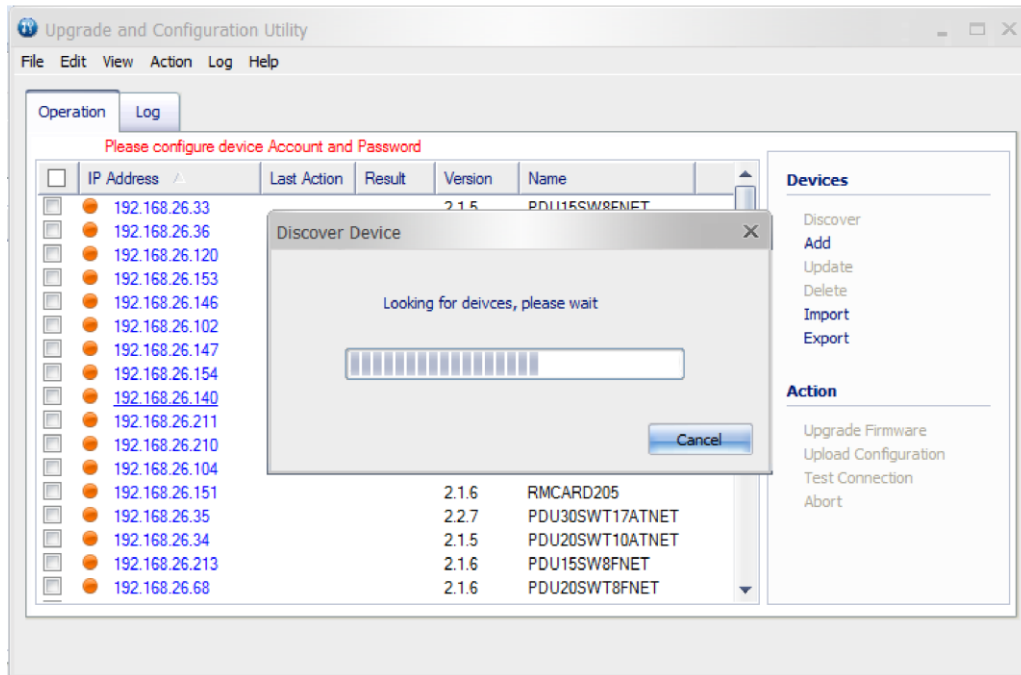 Upgrade and Configuration Utility
File Edit View Action Log Help
Operation Log
Please configure device Account and Password
IP Address Last Action Result Version Name
192.168.26.33 2.1.5 PDU15SW8FNET
192.168.26.36
192.168.26.120
192.168.26.153
192.168.26.146
192.168.26.102
192.168.26.147
192.168.26.154
192.168.26.140
192.168.26.211
192.168.26.210
192.168.26.104
192.168.26.151 2.1.6 RMCARD205
192.168.26.35 2.2.7 PDU30SWT17ATNET
192.168.26.34 2.1.5 PDU20SWT10ATNET
192.168.26.213 2.1.6 PDU15SW8FNET
192.168.26.68 2.1.6 PDU20SWT8FNET
Discover Device
Looking for deivces, please wait
Cancel
Devices
Discover
Add
Update
Delete
Import
Export
Action
Upgrade Firmware
Upload Configuration
Test Connection
Abort